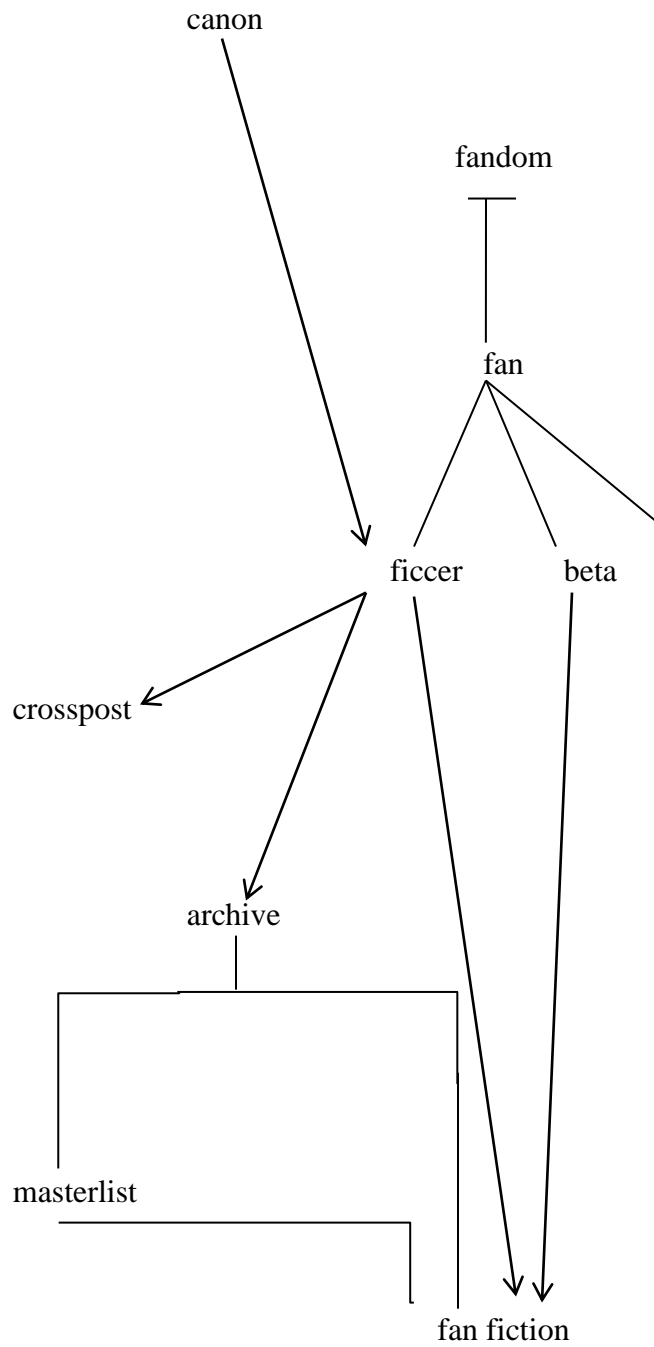 canon
fandom
fan
ficcer
beta
crosspost
archive
masterlist
fan fiction